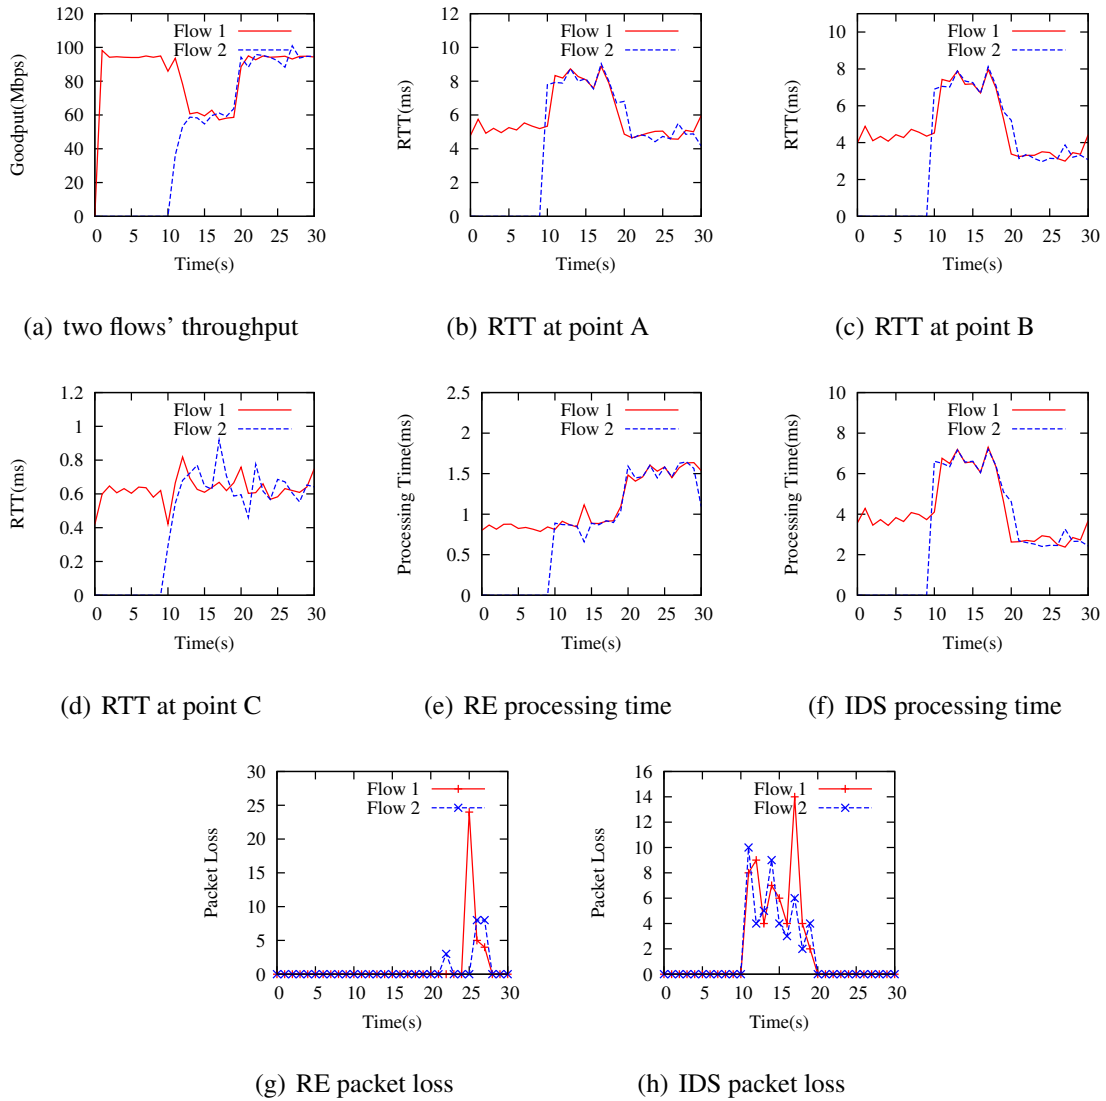 120
100
80
60
40
20
0
Goodput(Mbps)
Flow 1
Flow 2
0 5 10 15 20 25 30
Time(s)
(a) two flows’ throughput
12
10
8
6
4
2
0
RTT(ms)
Flow 1
Flow 2
0 5 10 15 20 25 30
Time(s)
(b) RTT at point A
10
8
6
4
2
0
RTT(ms)
Flow 1
Flow 2
0 5 10 15 20 25 30
Time(s)
(c) RTT at point B
1.2
1
0.8
0.6
0.4
0.2
0
RTT(ms)
Flow 1
Flow 2
0 5 10 15 20 25 30
Time(s)
(d) RTT at point C
2.5
2
1.5
1
0.5
0
Processing Time(ms)
Flow 1
Flow 2
0 5 10 15 20 25 30
Time(s)
(e) RE processing time
10
8
6
4
2
0
Processing Time(ms)
Flow 1
Flow 2
0 5 10 15 20 25 30
Time(s)
(f) IDS processing time
30
25
20
15
10
5
0
Packet Loss
Flow 1
Flow 2
0 5 10 15 20 25 30
Time(s)
(g) RE packet loss
16
14
12
10
8
6
4
2
0
Packet Loss
Flow 1
Flow 2
0 5 10 15 20 25 30
Time(s)
(h) IDS packet loss